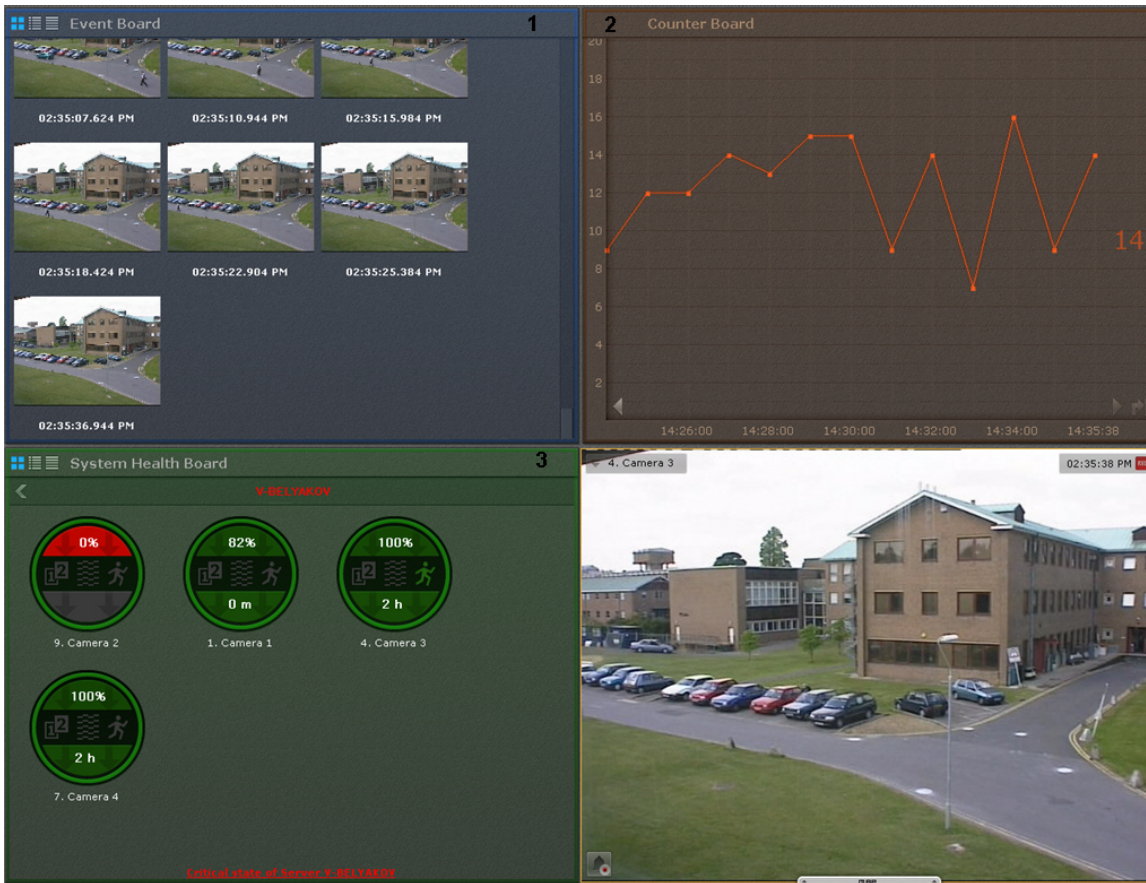 Event Board 1
02:35:07.624 PM 02:35:10.944 PM 02:35:15.984 PM
02:35:18.424 PM 02:35:22.904 PM 02:35:25.384 PM
02:35:36.944 PM
2 Counter Board
20
18
16
14
12
10
8
6
4
2
14
14:26:00 14:28:00 14:30:00 14:32:00 14:34:00 14:35:38
System Health Board 3
V-BELYAKOV
0% 82% 100%
12 12 12
0 m 2 h
9. Camera 2 1. Camera 1 4. Camera 3
100%
12
2 h
7. Camera 4
Critical state of Server V-BELYAKOV
4. Camera 3 02:35:38 PM